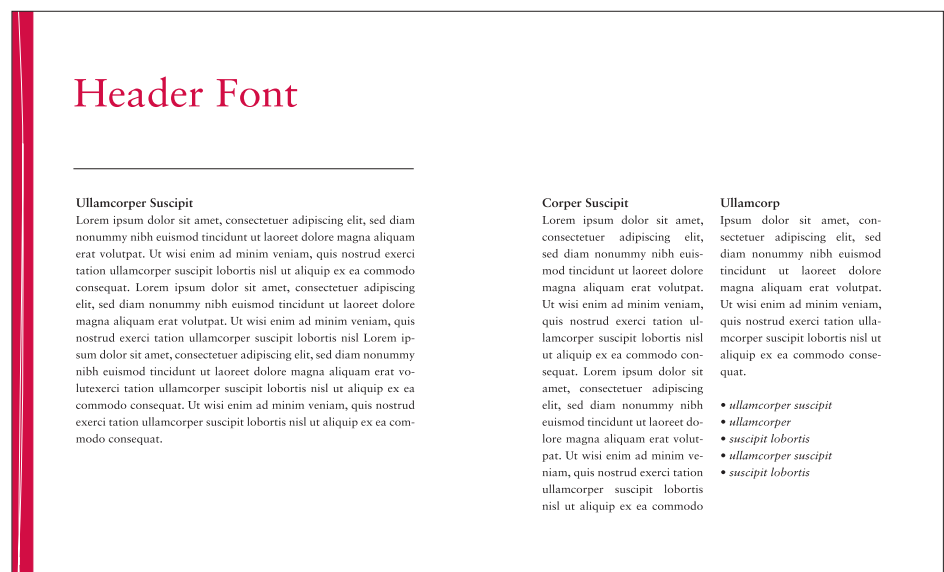 Header Font
Ullamcorper Suscipit
Lorem ipsum dolor sit amet, consectetuer adipiscing elit, sed diam
nonummy nibh euismod tincidunt ut laoreet dolore magna aliquam
erat volutpat. Ut wisi enim ad minim veniam, quis nostrud exerci
tation ullamcorper suscipit lobortis nisl ut aliquip ex ea commodo
consequat. Lorem ipsum dolor sit amet, consectetuer adipiscing
elit, sed diam nonummy nibh euismod tincidunt ut laoreet dolore
magna aliquam erat volutpat. Ut wisi enim ad minim veniam, quis
nostrud exerci tation ullamcorper suscipit lobortis nisl Lorem ip-
sum dolor sit amet, consectetuer adipiscing elit, sed diam nonummy
nibh euismod tincidunt ut laoreet dolore magna aliquam erat vo-
lutexerci tation ullamcorper suscipit lobortis nisl ut aliquip ex ea
commodo consequat. Ut wisi enim ad minim veniam, quis nostrud
exerci tation ullamcorper suscipit lobortis nisl ut aliquip ex ea com-
modo consequat.
Corper Suscipit
Lorem ipsum dolor sit amet,
consectetuer adipiscing elit,
sed diam nonummy nibh euis-
mod tincidunt ut laoreet dolore
magna aliquam erat volutpat.
Ut wisi enim ad minim veniam,
quis nostrud exerci tation ul-
lamcorper suscipit lobortis nisl
ut aliquip ex ea commodo con-
sequat. Lorem ipsum dolor sit
amet, consectetuer adipiscing
elit, sed diam nonummy nibh
euismod tincidunt ut laoreet do-
lore magna aliquam erat volut-
pat. Ut wisi enim ad minim ve-
niam, quis nostrud exerci tation
ullamcorper suscipit lobortis
nisl ut aliquip ex ea commodo
Ullamcorp
Ipsum dolor sit amet, con-
sectetuer adipiscing elit, sed
diam nonummy nibh euismod
tincidunt ut laoreet dolore
magna aliquam erat volutpat.
Ut wisi enim ad minim veniam,
quis nostrud exerci tation ulla-
mcorper suscipit lobortis nisl ut
aliquip ex ea commodo conse-
quat.
• ullamcorper suscipit
• ullamcorper
• suscipit lobortis
• ullamcorper suscipit
• suscipit lobortis